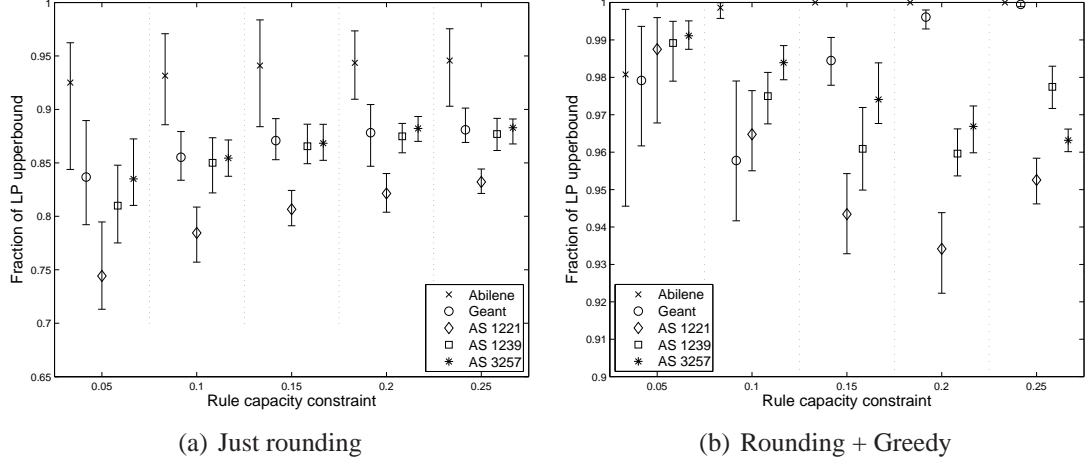 1
0.95
0.9
0.85
0.8
0.75
0.7
0.65
Fraction of LP upperbound
0.05 0.1 0.15 0.2 0.25
Rule capacity constraint
Abilene
Geant
AS 1221
AS 1239
AS 3257
(a) Just rounding
1
0.99
0.98
0.97
0.96
0.95
0.94
0.93
0.92
0.91
0.9
Fraction of LP upperbound
0.05 0.1 0.15 0.2 0.25
Rule capacity constraint
Abilene
Geant
AS 1221
AS 1239
AS 3257
(b) Rounding + Greedy